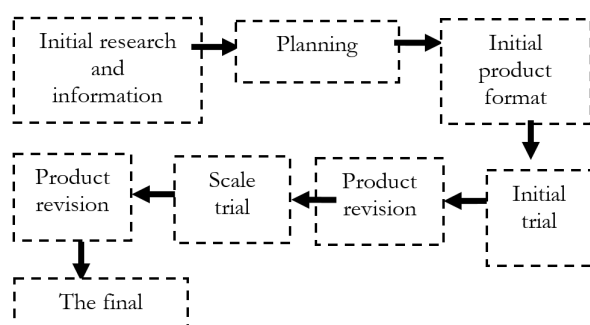 Initial research
and
information
Planning
Initial
product
format
Initial
trial
Product
revision
Scale
trial
Product
revision
The final